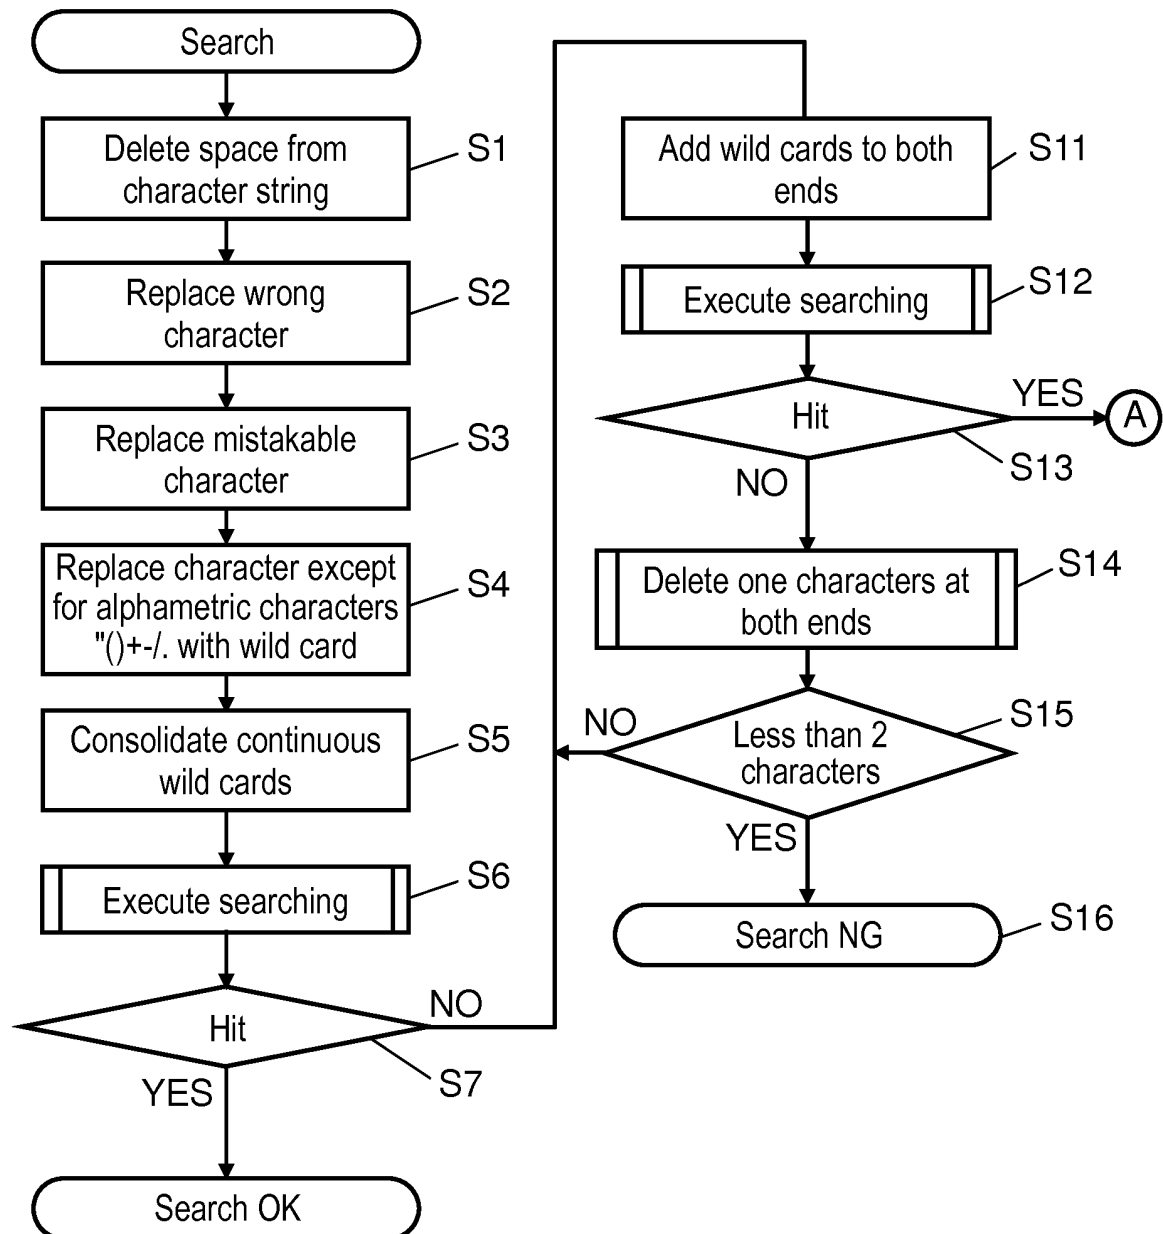 Search
Delete space from
character string
S1
Replace wrong
character
S2
Replace mistakable
character
S3
Replace character except
for alphametric characters
"()+-/. with wild card
S4
Consolidate continuous
wild cards
S5
Execute searching
S6
Hit
NO
S7
YES
Search OK
Add wild cards to both
ends
S11
Execute searching
S12
Hit
YES
A
S13
NO
Delete one characters at
both ends
S14
Less than 2
characters
S15
NO
YES
Search NG
S16